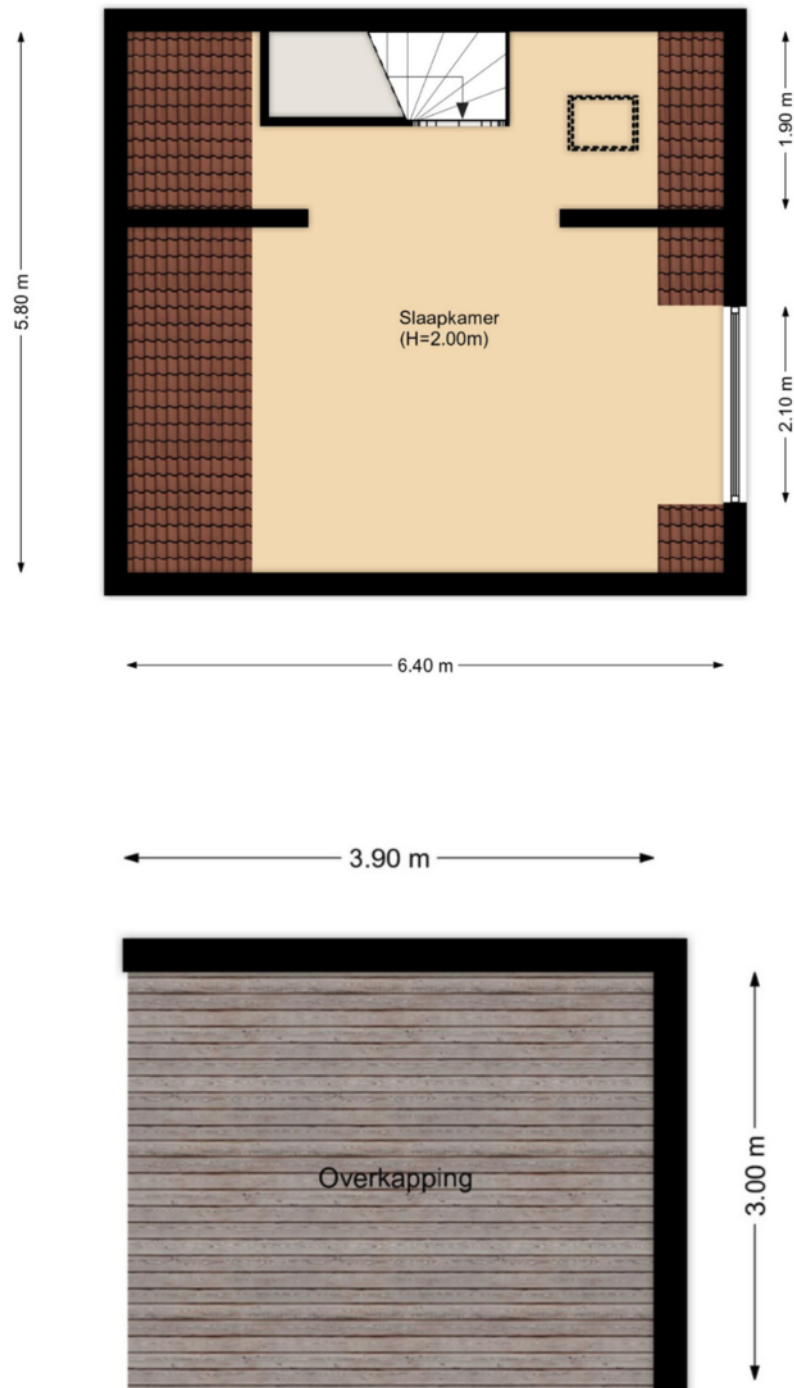 1.90 m
5.80 m
Slaapkamer
(H=2.00m)
2.10 m
6.40 m
3.90 m
Overkapping
3.00 m